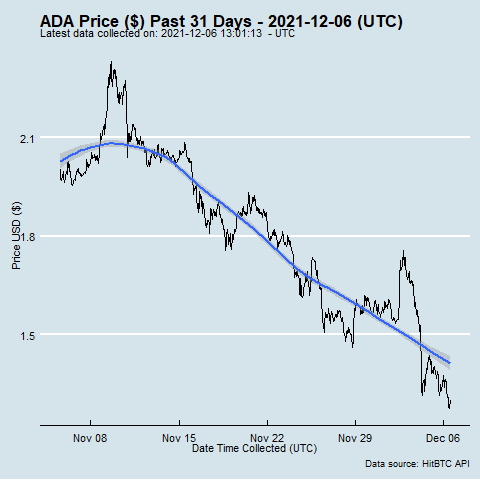 ADA Price ($) Past 31 Days - 2021-12-06 (UTC)
Latest data collected on: 2021-12-06 13:01:13  - UTC
Price USD ($)
2.1
1.8
1.5
Nov 08 Nov 15 Nov 22 Nov 29 Dec 06
Date Time Collected (UTC)
Data source: HitBTC API